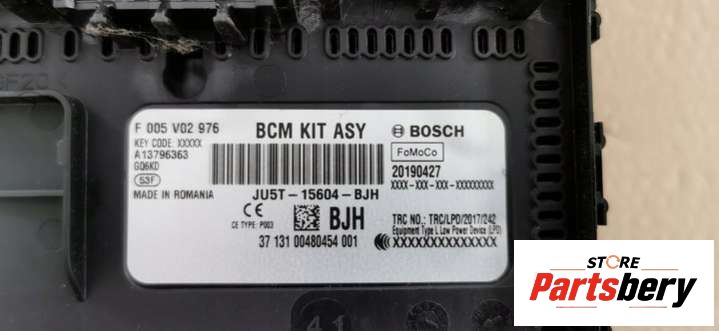 F 005 V02 976
BCM KIT ASY
BOSCH
KEY CODE: XXXXX
A13796363
GQ6KD
53F
FoMoCo
20190427
XXXX-XXX-XXX-XXXXXXXXX
MADE IN ROMANIA
JU5T-15604-BJH
CE
CE TYPE: P003
BJH
TRC NO.: TRC/LPD/2017/242
Equipment Type L Low Power Device (LPD)
XXXXXXXXXXXXXXX
37 131 00480454 001
STORE
Partsbery